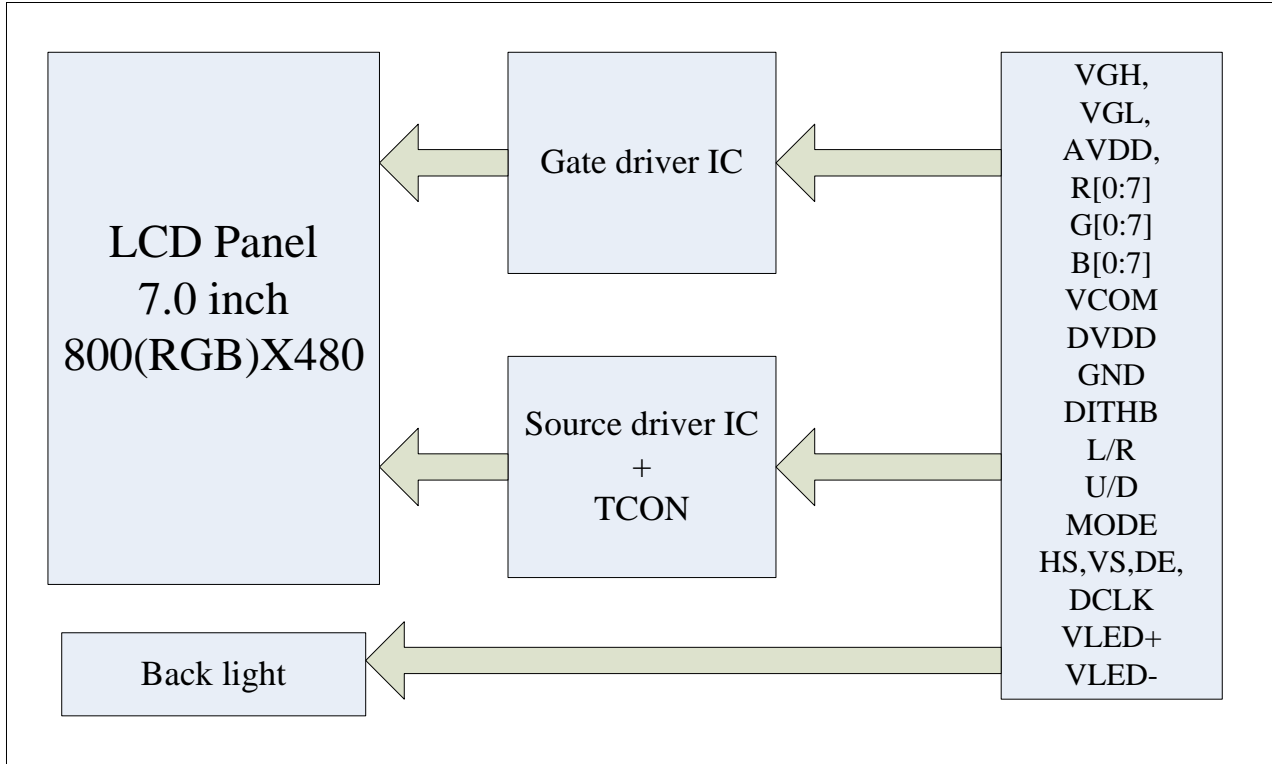 LCD Panel
7.0 inch
800(RGB)X480
Gate driver IC
Source driver IC
+
TCON
Back light
VGH,
VGL,
AVDD,
R[0:7]
G[0:7]
B[0:7]
VCOM
DVDD
GND
DITHB
L/R
U/D
MODE
HS,VS,DE,
DCLK
VLED+
VLED-